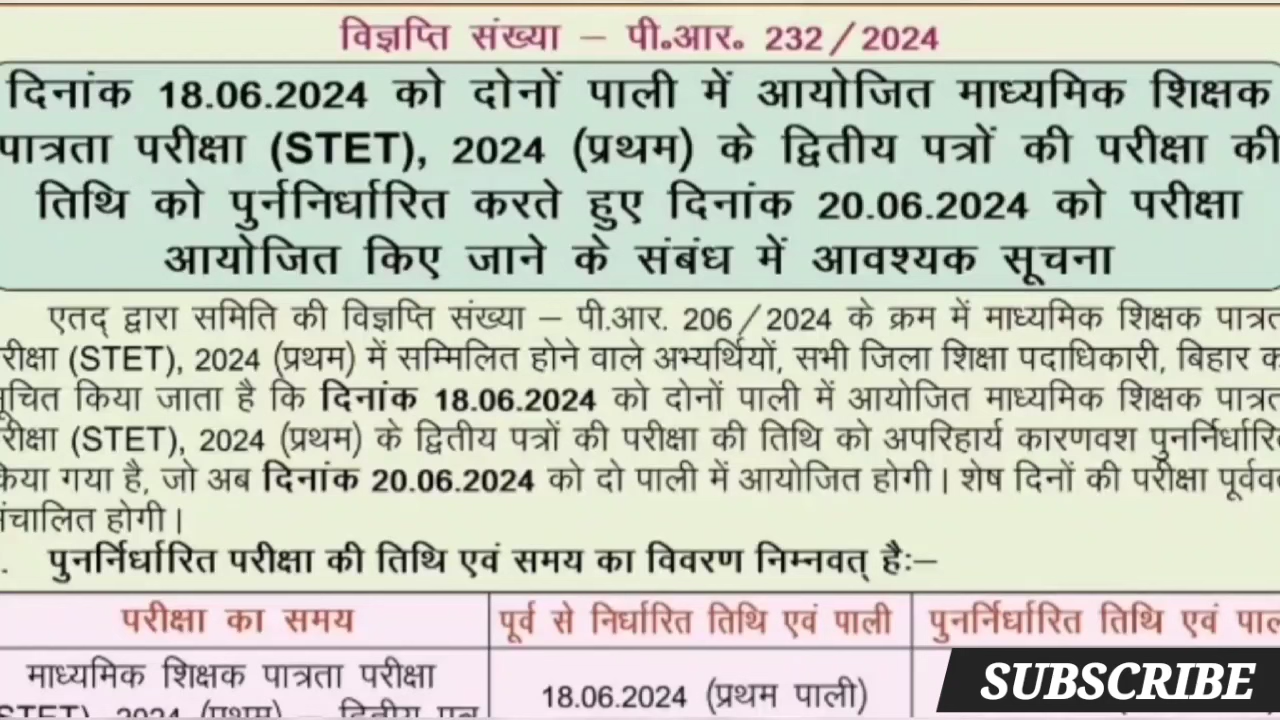 विज्ञप्ति संख्या – पी॰आर॰ 232/2024
दिनांक 18.06.2024 को दोनों पाली में आयोजित माध्यमिक शिक्षक
पात्रता परीक्षा (STET), 2024 (प्रथम) के द्वितीय पत्रों की परीक्षा की
तिथि को पुर्ननिर्धारित करते हुए दिनांक 20.06.2024 को परीक्षा
आयोजित किए जाने के संबंध में आवश्यक सूचना
एतद् द्वारा समिति की विज्ञप्ति संख्या – पी.आर. 206/2024 के क्रम में माध्यमिक शिक्षक
(STET), 2024 (प्रथम) में सम्मिलित होने वाले अभ्यर्थियों, सभी जिला शिक्षा पदाधिकारी, बिहार
किया जाता है कि दिनांक 18.06.2024 को दोनों पाली में आयोजित माध्यमिक शिक्षक
(STET), 2024 (प्रथम) के द्वितीय पत्रों की परीक्षा की तिथि को अपरिहार्य कारणवश
गया है, जो अब दिनांक 20.06.2024 को दो पाली में आयोजित होगी। शेष दिनों की परीक्षा
होगी।
पुनर्निर्धारित परीक्षा की तिथि एवं समय का विवरण निम्नवत् है:–
परीक्षा का समय
पूर्व से निर्धारित तिथि एवं पाली
पुनर्निर्धारित तिथि एवं
माध्यमिक शिक्षक पात्रता परीक्षा
18.06.2024 (प्रथम पाली)
SUBSCRIBE